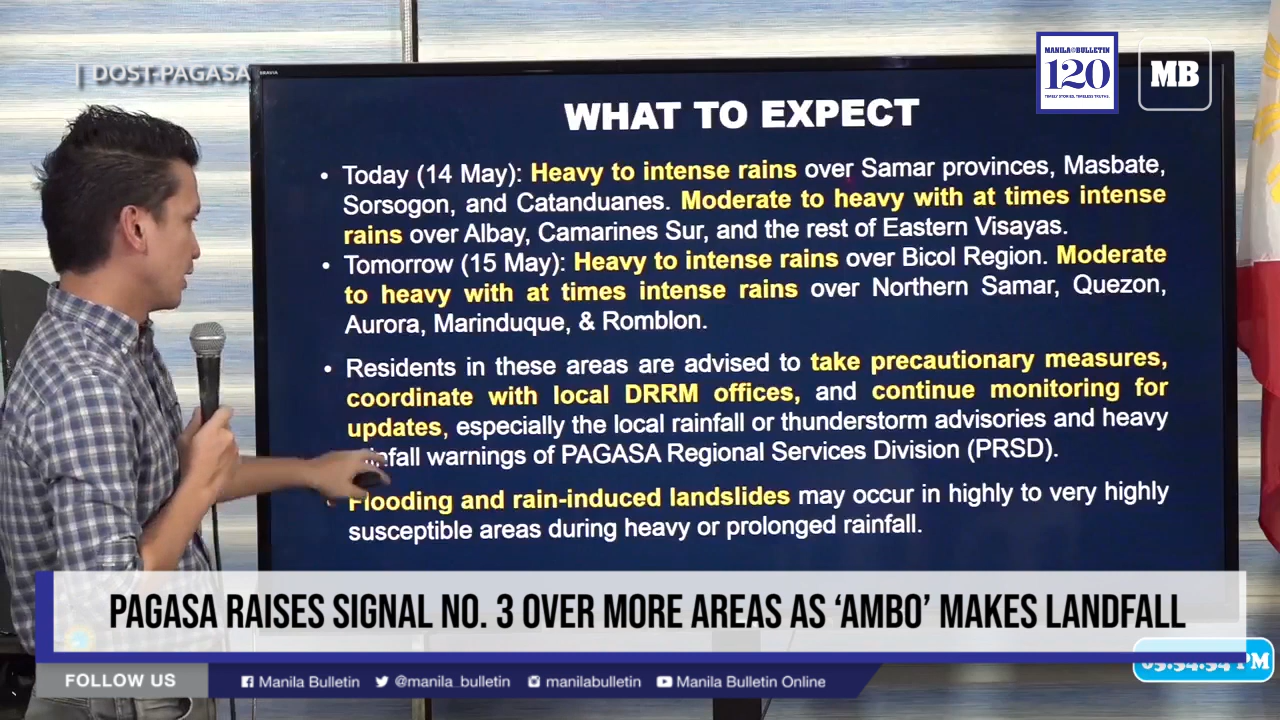 | DOST-PAGASA
MANILA BULLETIN
120
TIMELY STORIES. TIMELESS TRUTHS.
MB
WHAT TO EXPECT
• Today (14 May): Heavy to intense rains over Samar provinces, Masbate,
Sorsogon, and Catanduanes. Moderate to heavy with at times intense
rains over Albay, Camarines Sur, and the rest of Eastern Visayas.
• Tomorrow (15 May): Heavy to intense rains over Bicol Region. Moderate
to heavy with at times intense rains over Northern Samar, Quezon,
Aurora, Marinduque, & Romblon.
• Residents in these areas are advised to take precautionary measures,
coordinate with local DRRM offices, and continue monitoring for
updates, especially the local rainfall or thunderstorm advisories and heavy
warnings of PAGASA Regional Services Division (PRSD).
• Flooding and rain-induced landslides may occur in highly to very highly
susceptible areas during heavy or prolonged rainfall.
PAGASA RAISES SIGNAL NO. 3 OVER MORE AREAS AS ‘AMBO’ MAKES LANDFALL
FOLLOW US
Manila Bulletin
@manila_bulletin
manilabulletin
Manila Bulletin Online